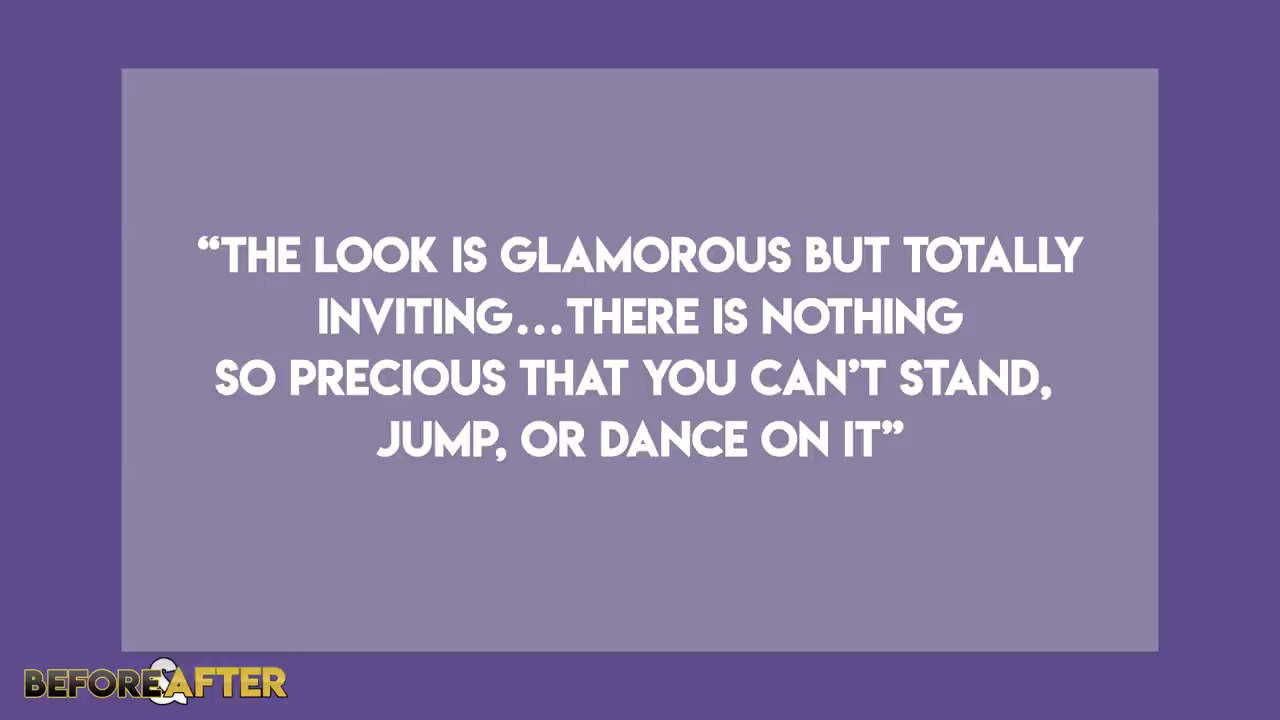 “THE LOOK IS GLAMOROUS BUT TOTALLY
INVITING...THERE IS NOTHING
SO PRECIOUS THAT YOU CAN’T STAND,
JUMP, OR DANCE ON IT”
BEFORE&AFTER